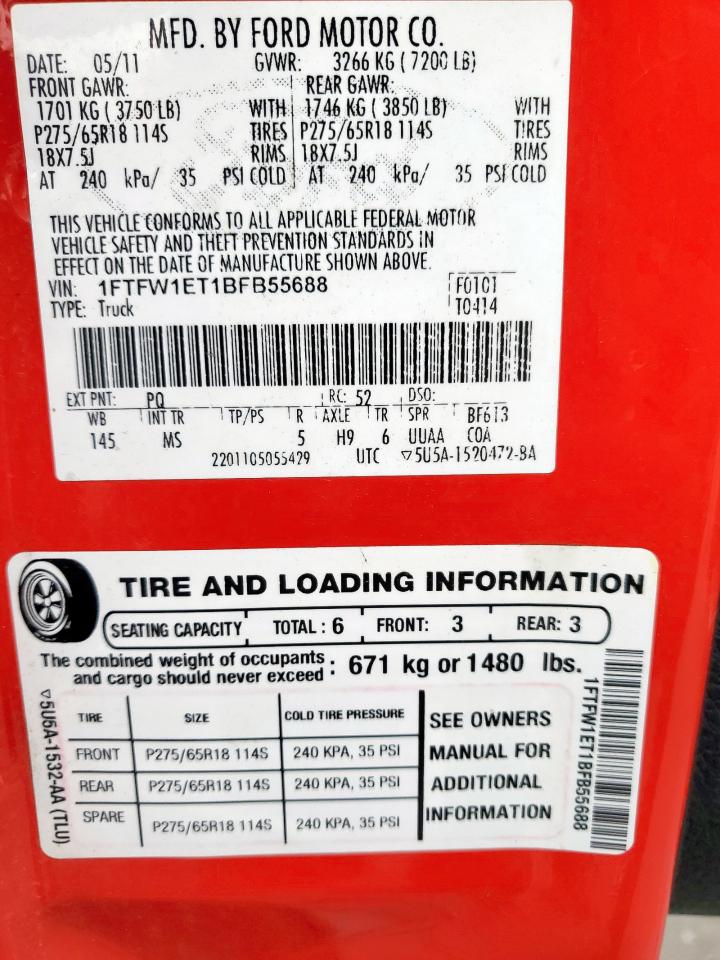 MFD. BY FORD MOTOR CO.
DATE: 05/11 GVWR: 3266 KG ( 7200 LB)
FRONT GAWR: REAR GAWR:
1701 KG ( 3750 LB) WITH 1746 KG ( 3850 LB) WITH
P275/65R18 114S TIRES P275/65R18 114S TIRES
18X7.5J RIMS 18X7.5J RIMS
AT 240 kPa/ 35 PSI COLD AT 240 kPa/ 35 PSI COLD
THIS VEHICLE CONFORMS TO ALL APPLICABLE FEDERAL MOTOR
VEHICLE SAFETY AND THEFT PREVENTION STANDARDS IN
EFFECT ON THE DATE OF MANUFACTURE SHOWN ABOVE.
VIN: 1FTFW1ET1BFB55688 F0101
TYPE: Truck T0414
EXT PNT: PQ RC: 52 DSO:
WB INT TR TP/PS R AXLE TR SPR BF613
145 MS 5 H9 6 UUAA COA
2201105055429 UTC ▽5U5A-1520472-BA
TIRE AND LOADING INFORMATION
SEATING CAPACITY TOTAL : 6 FRONT: 3 REAR: 3
The combined weight of occupants
and cargo should never exceed : 671 kg or 1480 lbs.
TIRE SIZE COLD TIRE PRESSURE
FRONT P275/65R18 114S 240 KPA, 35 PSI
REAR P275/65R18 114S 240 KPA, 35 PSI
SPARE P275/65R18 114S 240 KPA, 35 PSI
SEE OWNERS
MANUAL FOR
ADDITIONAL
INFORMATION
▽5U5A-1532-AA (TLU)
1FTFW1ET1BFB55688